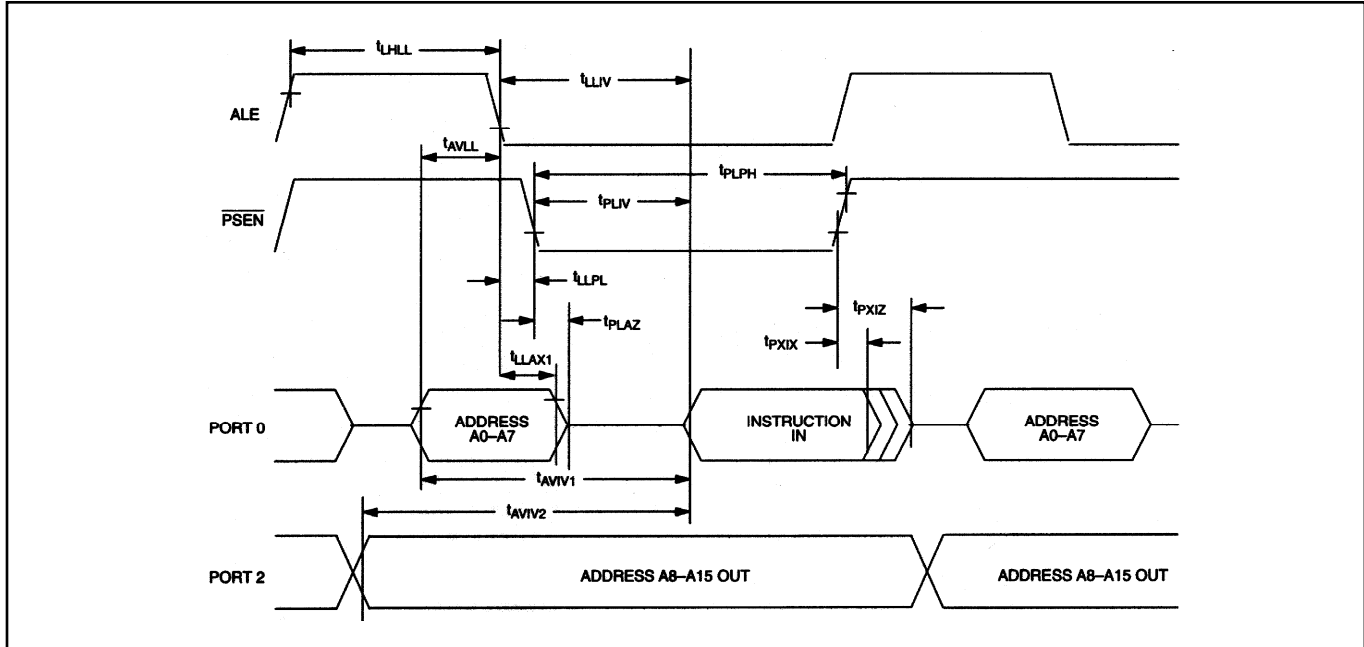 tLHLL
tLLIV
ALE
tAVLL
tPLPH
PSEN
tPLIV
tLLPL
tPLAZ
tPXIZ
tPXIX
tLLAX1
PORT 0
ADDRESS
A0–A7
INSTRUCTION
IN
ADDRESS
A0–A7
tAVIV1
tAVIV2
PORT 2
ADDRESS A8–A15 OUT
ADDRESS A8–A15 OUT